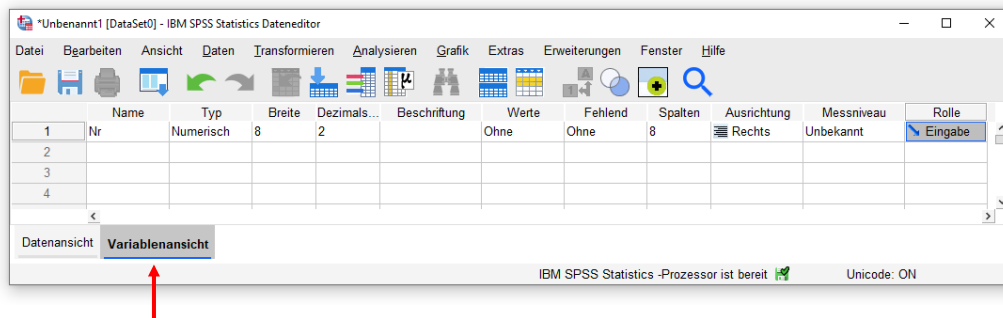 *Unbenannt1 [DataSet0] - IBM SPSS Statistics Dateneditor
Datei Bearbeiten Ansicht Daten Transformieren Analysieren Grafik Extras Erweiterungen Fenster Hilfe
Name Typ Breite Dezimals... Beschriftung Werte Fehlend Spalten Ausrichtung Messniveau Rolle
1 Nr Numerisch 8 2 Ohne Ohne 8 Rechts Unbekannt Eingabe
2
3
4
Datenansicht Variablenansicht
IBM SPSS Statistics -Prozessor ist bereit Unicode: ON